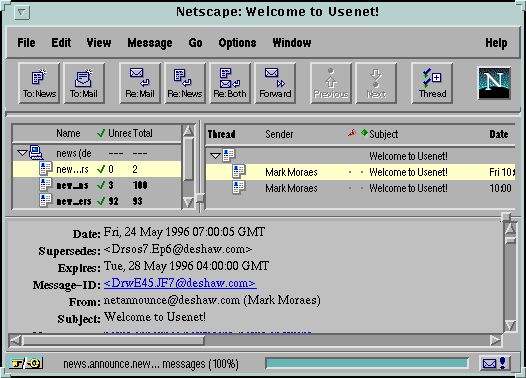 Netscape: Welcome to Usenet!
File Edit View Message Go Options Window Help
To:News To:Mail Re:Mail Re:News Re:Both Forward Previous Next Thread N
Name Unrea Total
news (de --- ---
new...rs 0 2
new...ns 3 100
new...ers 92 93
Thread Sender Subject Date
Welcome to Usenet!
Mark Moraes Welcome to Usenet! Fri 10:
Mark Moraes Welcome to Usenet! 10:00
Date: Fri, 24 May 1996 07:00:05 GMT
Supersedes: <Drsos7.Ep6@deshaw.com>
Expires: Tue, 28 May 1996 04:00:00 GMT
Message-ID: <DrwE45.JF7@deshaw.com>
From: netannounce@deshaw.com (Mark Moraes)
Subject: Welcome to Usenet!
news.announce.new... messages (100%)